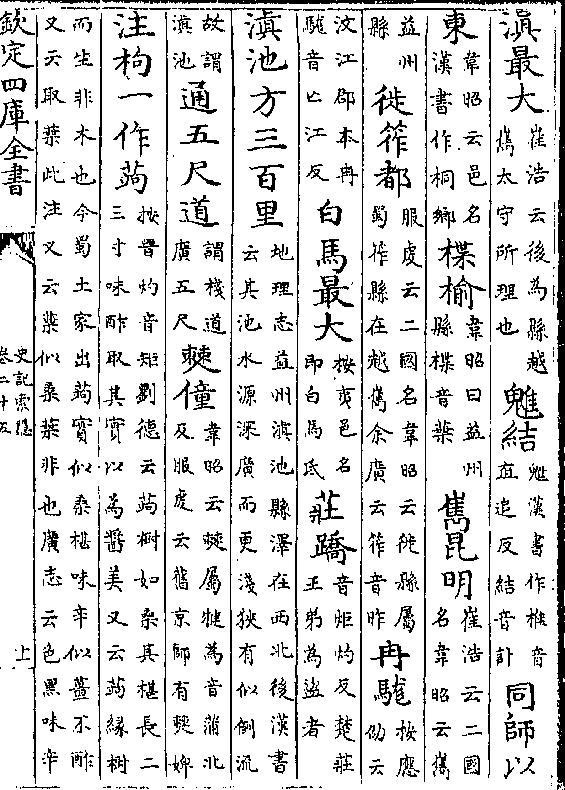 滇最大崔浩云後為縣越嶲太守所理也魋結魋漢書作椎音直追反結音計同師以
東韋昭云邑名漢書作桐鄉楪榆韋昭曰益州縣楪音葉嶲昆明崔浩云二國名韋昭云嶲
益州縣徙筰都服虔云二國名韋昭云徙縣屬蜀筰縣在越嶲余廣云筰音昨冉駹按應劭云
汶江郡本冉駹音亡江反白馬最大按夷邑名即白馬氐莊蹻音炬灼反楚莊王弟為盗者
滇池方三百里地理志益州滇池縣澤在西北後漢書云其池水源深廣而更淺狹有似倒流
故謂滇池通五尺道謂棧道廣五尺僰僮韋昭云僰屬犍為音蒲北反服虔云舊京師有僰婢
注枸一作蒟按晉灼音矩劉德云蒟樹如桑其椹長二三寸味酢取其實以為醬美又云蒟縁樹
而生非木也今蜀土家出蒟實似桑椹味辛似薑不酢又云取葉此注又云葉似桑葉非也廣志云色黑味辛
欽定四庫全書
史記索隱
卷二十五
上